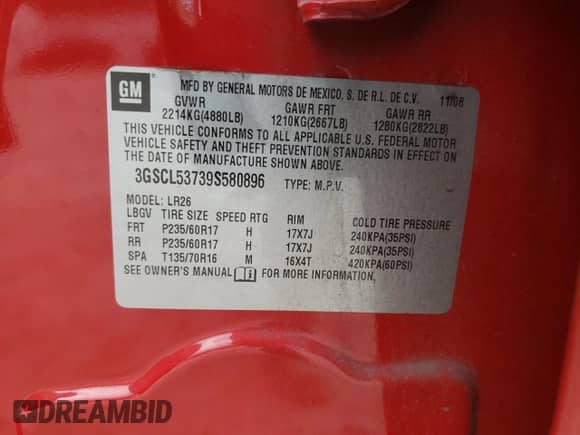 GM
MFD BY GENERAL MOTORS DE MEXICO, S. DE R.L. DE C.V. 11/08
GVWR GAWR FRT GAWR RR
2214KG(4880LB) 1210KG(2667LB) 1280KG(2822LB)
THIS VEHICLE CONFORMS TO ALL APPLICABLE U.S. FEDERAL MOTOR
VEHICLE SAFETY AND THEFT PREVENTION STANDARDS IN EFFECT ON
THE DATE OF MANUFACTURE SHOWN ABOVE.
3GSCL53739S580896 TYPE: M.P.V.
MODEL: LR26
LBGV TIRE SIZE SPEED RTG RIM COLD TIRE PRESSURE
FRT P235/60R17 H 17X7J 240KPA(35PSI)
RR P235/60R17 H 17X7J 240KPA(35PSI)
SPA T135/70R16 M 16X4T 420KPA(60PSI)
SEE OWNER'S MANUAL FOR MORE INFORMATION.
DREAMBID